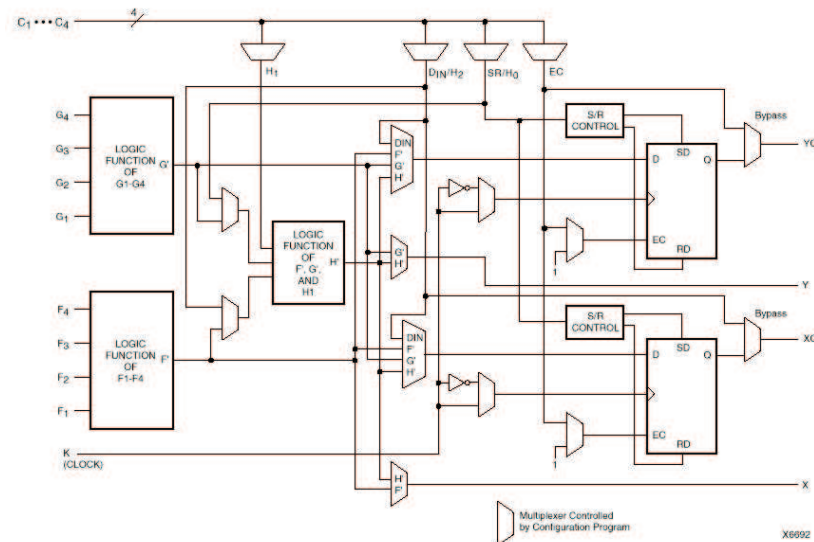 C1 ••• C4
4
H1
DIN/H2
SR/H0
EC
G4
G3
G2
G1
LOGIC
FUNCTION
OF
G1-G4
G'
DIN
F'
G'
H'
S/R
CONTROL
D
SD
Q
EC
RD
1
Bypass
LOGIC
FUNCTION
OF
F', G',
AND
H1
H'
G'
H'
Y
F4
F3
F2
F1
LOGIC
FUNCTION
OF
F1-F4
F'
DIN
F'
G'
H'
S/R
CONTROL
D
SD
Q
EC
RD
1
Bypass
K
(CLOCK)
H'
F'
X
Multiplexer Controlled
by Configuration Program
X6692